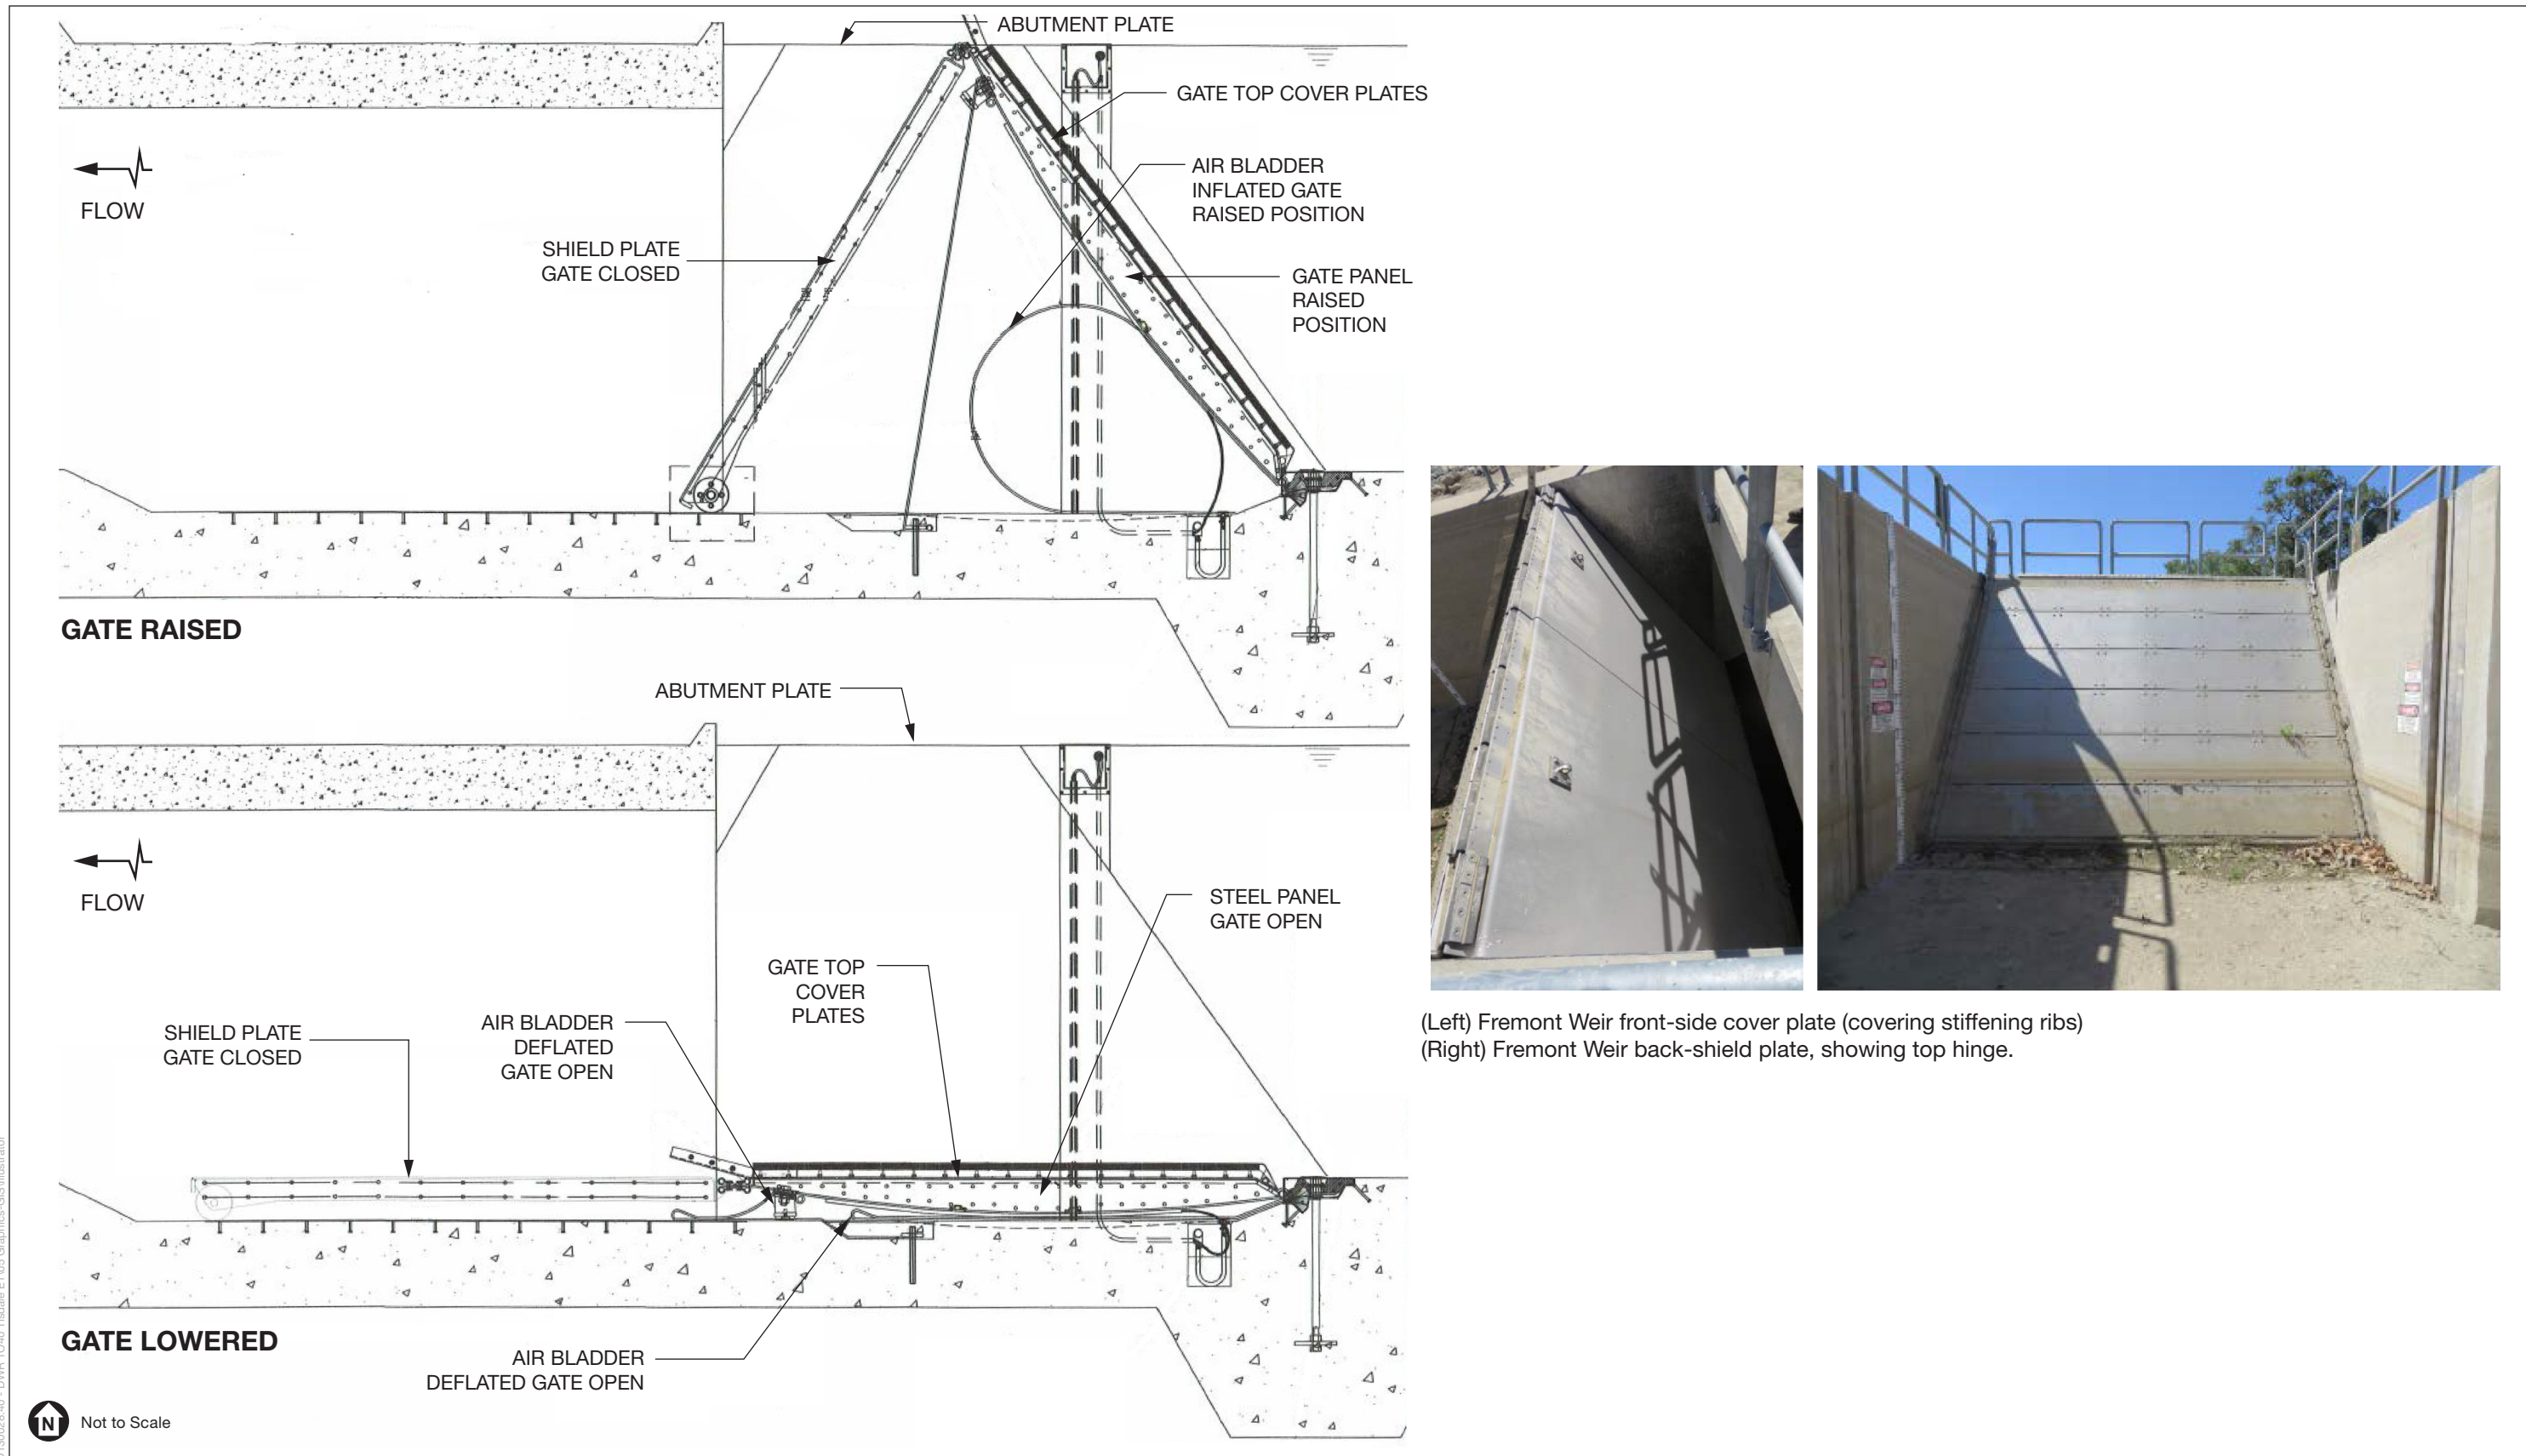 ABUTMENT PLATE
GATE TOP COVER PLATES
AIR BLADDER
INFLATED GATE
RAISED POSITION
FLOW
SHIELD PLATE
GATE CLOSED
GATE PANEL
RAISED
POSITION
GATE RAISED
ABUTMENT PLATE
FLOW
STEEL PANEL
GATE OPEN
GATE TOP
COVER
PLATES
AIR BLADDER
DEFLATED
GATE OPEN
SHIELD PLATE
GATE CLOSED
GATE LOWERED
AIR BLADDER
DEFLATED GATE OPEN
N
Not to Scale
(Left) Fremont Weir front-side cover plate (covering stiffening ribs)
(Right) Fremont Weir back-shield plate, showing top hinge.